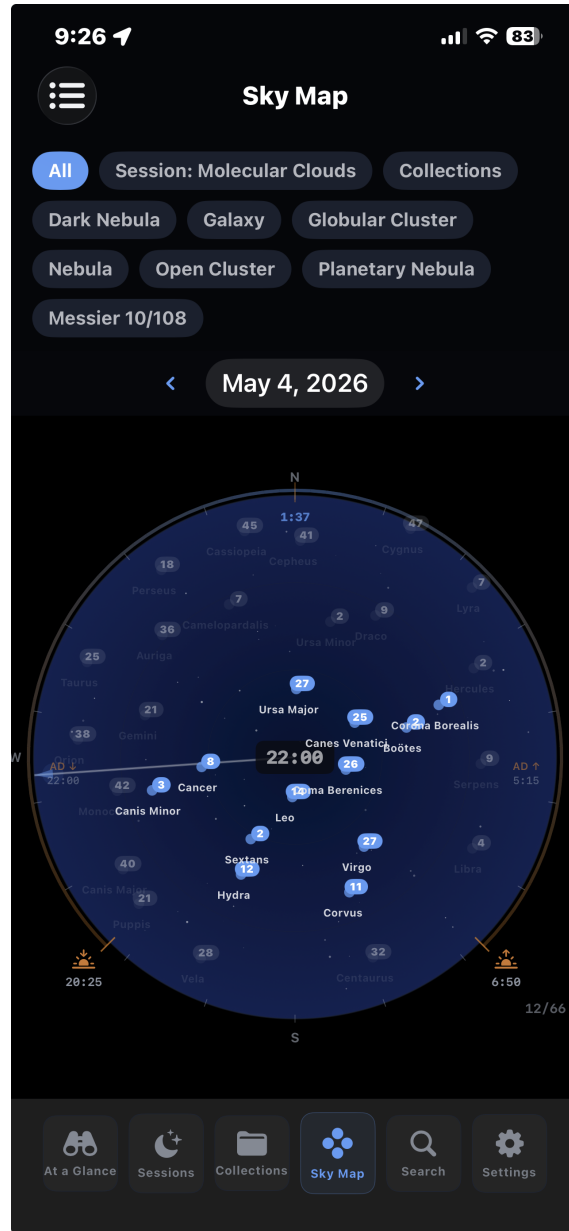 9:26
83
Sky Map
All
Session: Molecular Clouds
Collections
Dark Nebula
Galaxy
Globular Cluster
Nebula
Open Cluster
Planetary Nebula
Messier 10/108
May 4, 2026
N
1:37
45
41
47
Cassiopeia
Cepheus
Cygnus
18
Perseus
7
7
Camelopardalis
2
9
Lyra
36
Ursa Minor
Draco
Auriga
25
Taurus
2
27
Hercules
1
Ursa Major
21
25
2
Corona Borealis
38
Gemini
Canes Venatici
Boötes
W
Orion
22:00
AD ↓
22:00
8
26
9
AD ↑
5:15
42
3
Cancer
14
Coma Berenices
Serpens
Canis Minor
Leo
2
27
4
40
Sextans
Virgo
Libra
12
Canis Major
21
Hydra
11
Puppis
Corvus
28
32
Vela
Centaurus
20:25
6:50
12/66
S
At a Glance
Sessions
Collections
Sky Map
Search
Settings